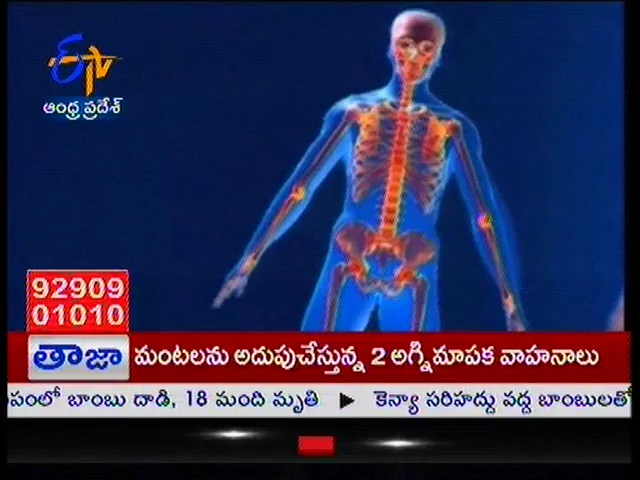 ETV
ఆంధ్ర ప్రదేశ్
92909
01010
తాజా మంటలను అదుపుచేస్తున్న 2 అగ్నిమాపక వాహనాలు
పంలో బాంబు దాడి, 18 మంది మృతి ▶ కెన్యా సరిహద్దు వద్ద బాంబులతో